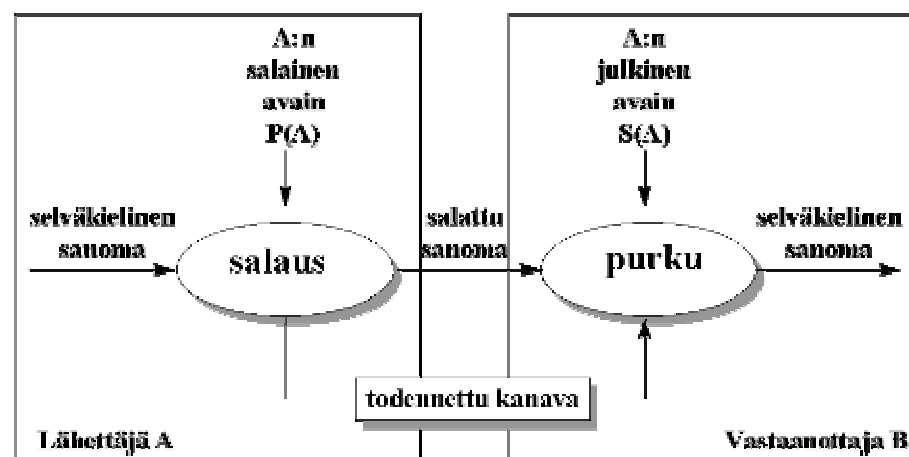 A:n
salainen
avain
P(A)
A:n
julkinen
avain
S(A)
selväkielinen
sanoma
salaus
salattu
sanoma
purku
selväkielinen
sanoma
todennettu kanava
Lähettäjä A
Vastaanottaja B